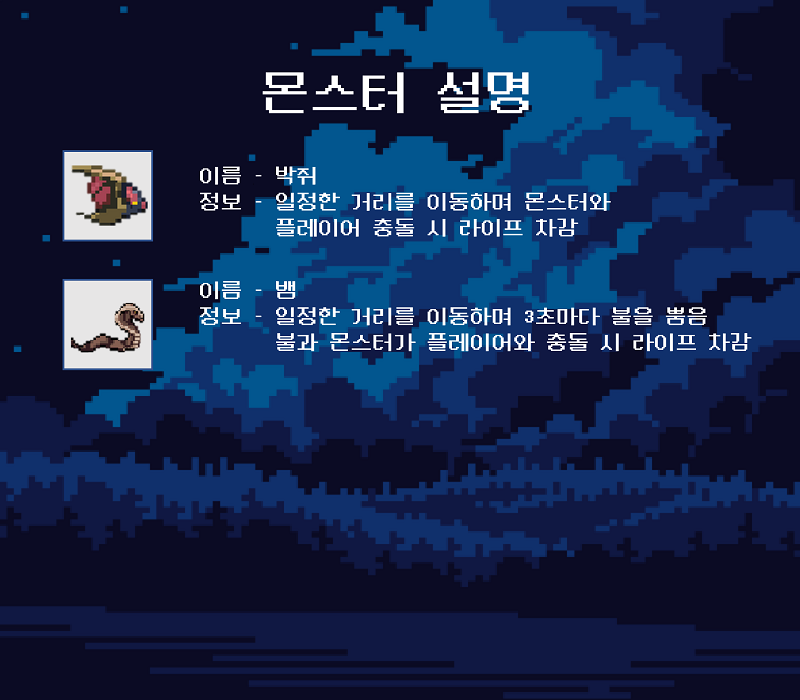 몬스터 설명
이름 - 박쥐
정보 - 일정한 거리를 이동하며 몬스터와
플레이어 충돌 시 라이프 차감
이름 - 뱀
정보 - 일정한 거리를 이동하며 3초마다 불을 뿜음
불과 몬스터가 플레이어와 충돌 시 라이프 차감